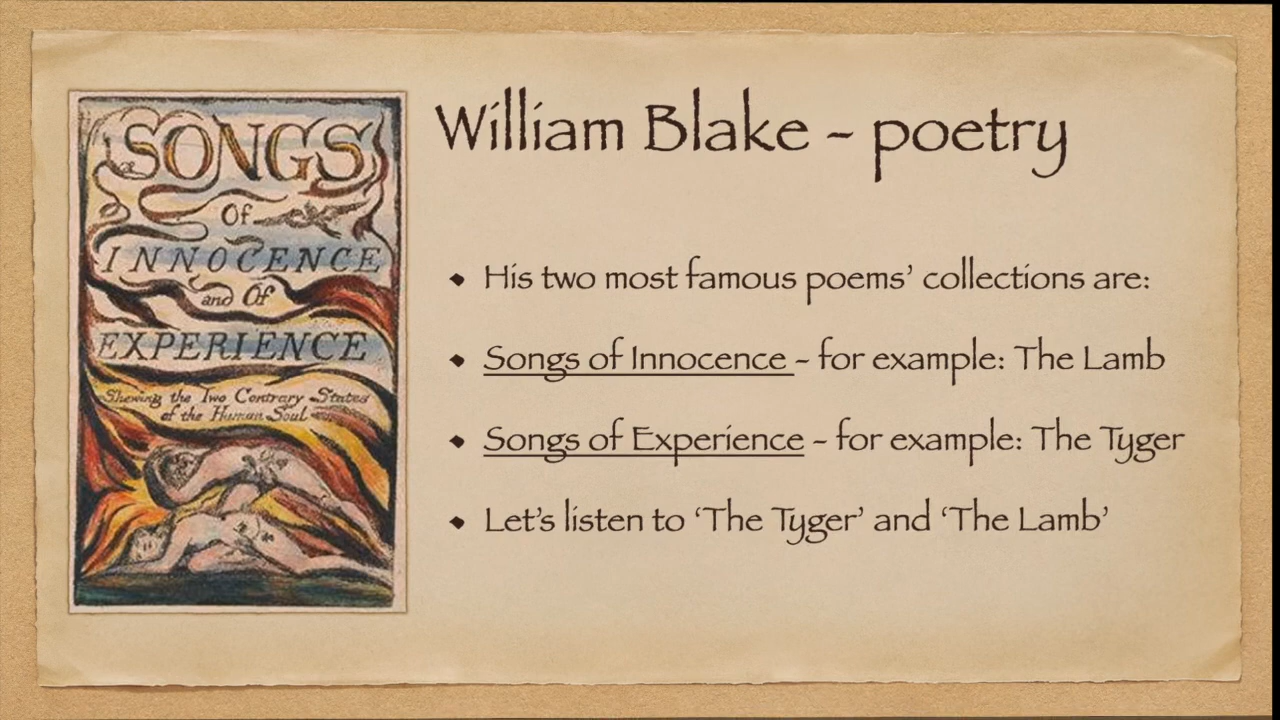 SONGS
Of
INNOCENCE
and Of
EXPERIENCE
Shewing the Two Contrary States
of the Human Soul
William Blake - poetry
• His two most famous poems’ collections are:
• Songs of Innocence - for example: The Lamb
• Songs of Experience - for example: The Tyger
• Let’s listen to ‘The Tyger’ and ‘The Lamb’